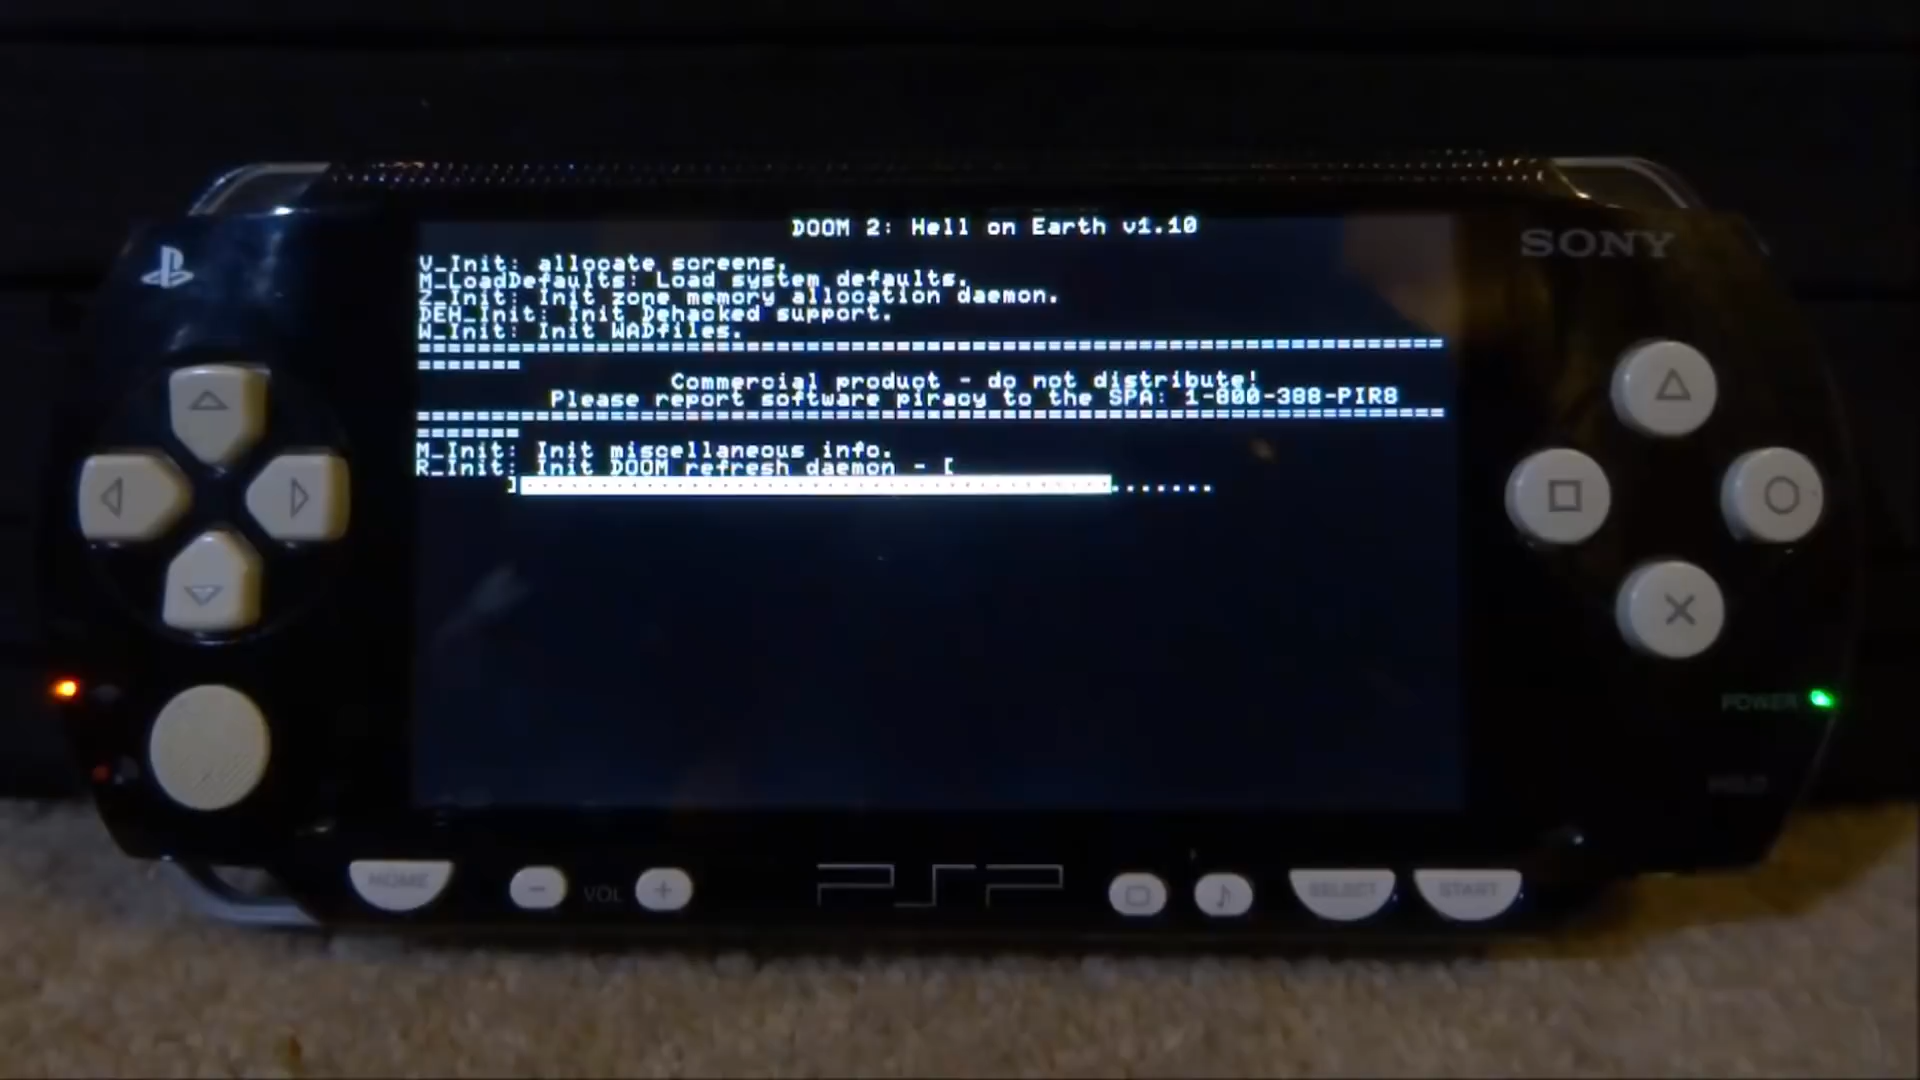 DOOM 2: Hell on Earth v1.10
SONY
V_Init: allocate screens.
M_LoadDefaults: Load system defaults.
Z_Init: Init zone memory allocation daemon.
DEH_Init: Init Dehacked support.
W_Init: Init WADfiles.
=====================================================================================
=======
Commercial product - do not distribute!
Please report software piracy to the SPA: 1-800-388-PIR8
=====================================================================================
=======
M_Init: Init miscellaneous info.
R_Init: Init DOOM refresh daemon - [
].......
POWER
HOLD
HOME
- VOL +
PSP
SELECT
START